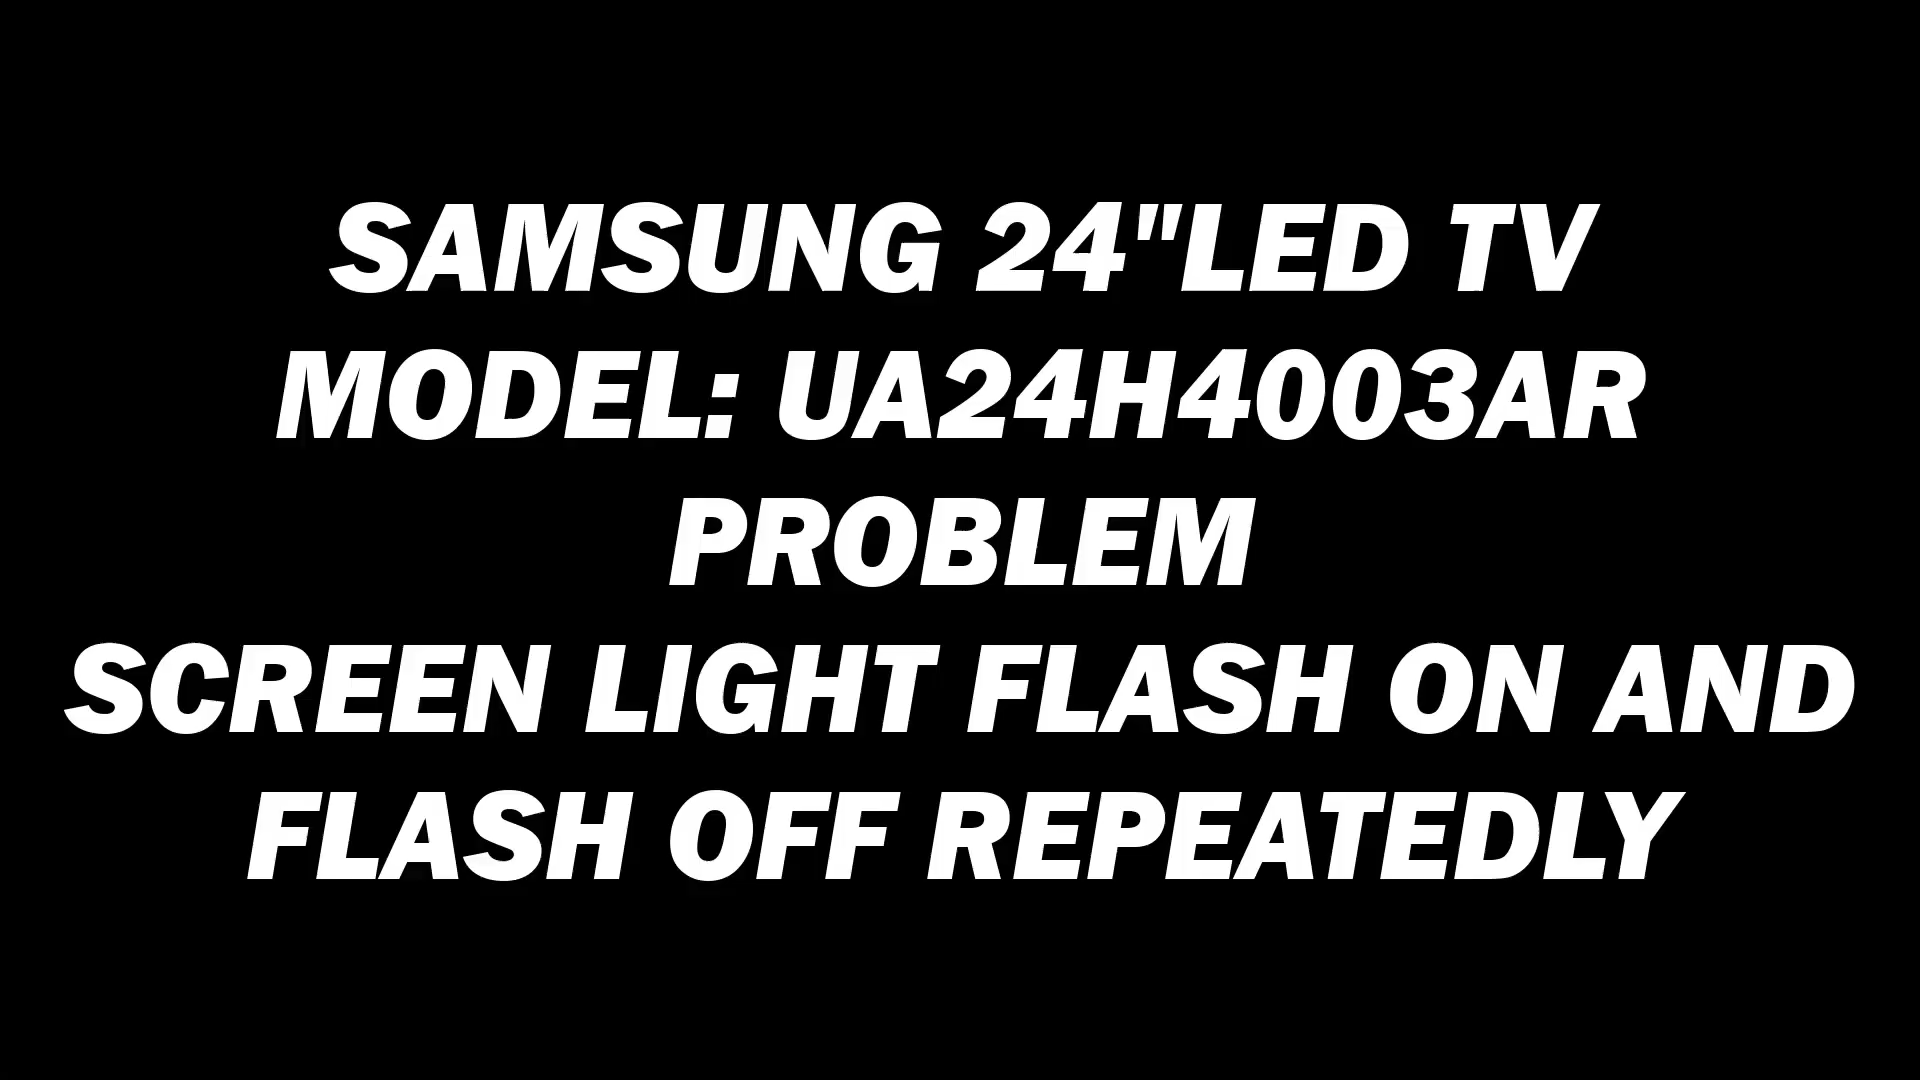 SAMSUNG 24"LED TV
MODEL: UA24H4003AR
PROBLEM
SCREEN LIGHT FLASH ON AND
FLASH OFF REPEATEDLY